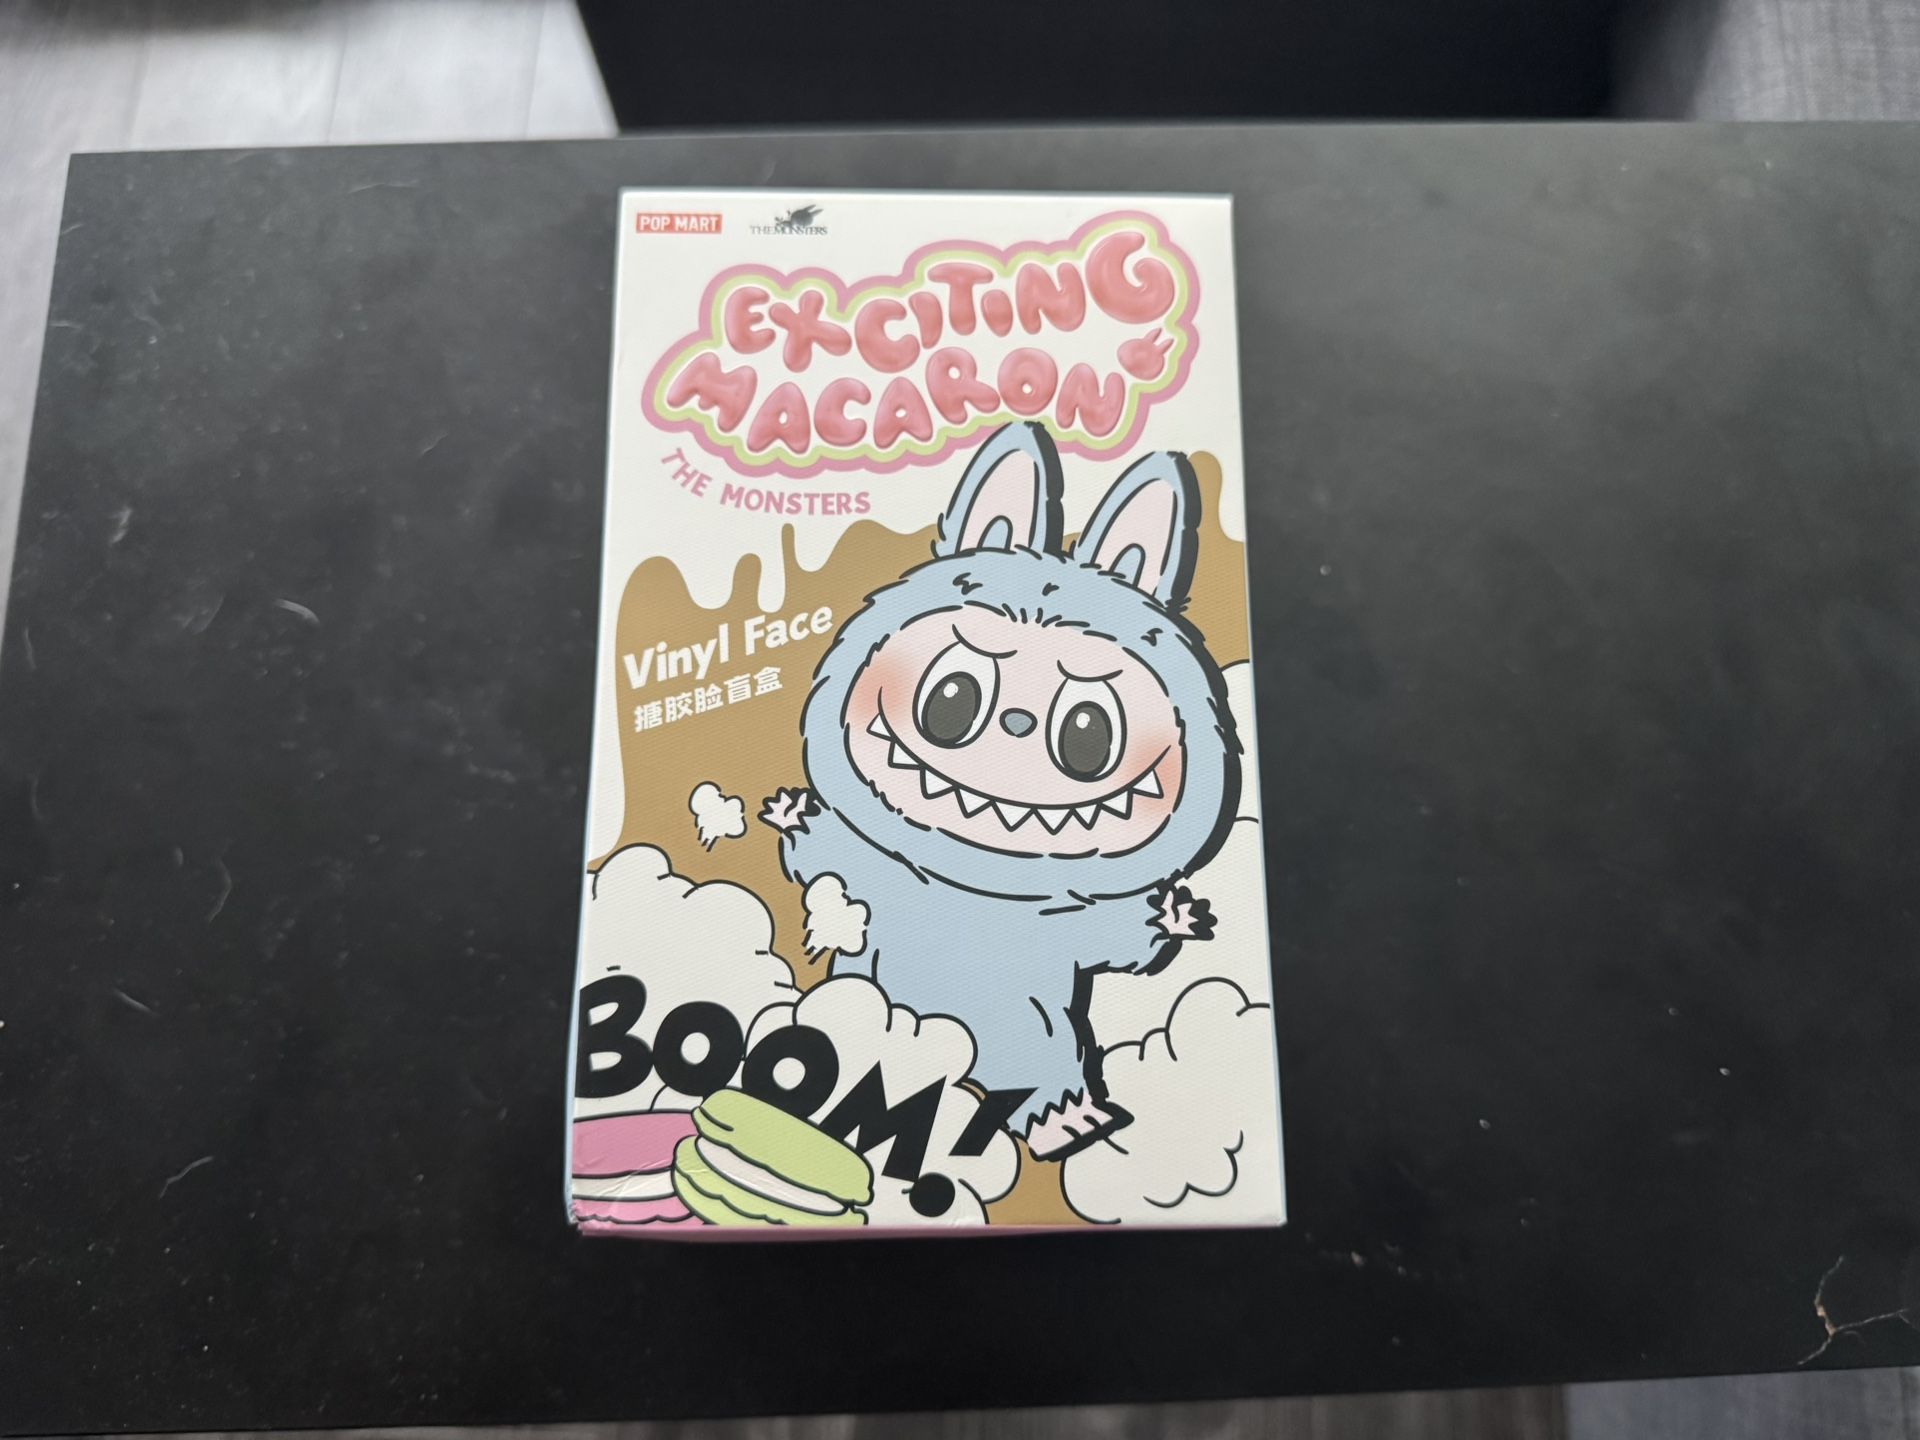 POP MART
THE MONSTERS
EXCITING
MACARON
THE MONSTERS
Vinyl Face
搪胶脸盲盒
BOOM!